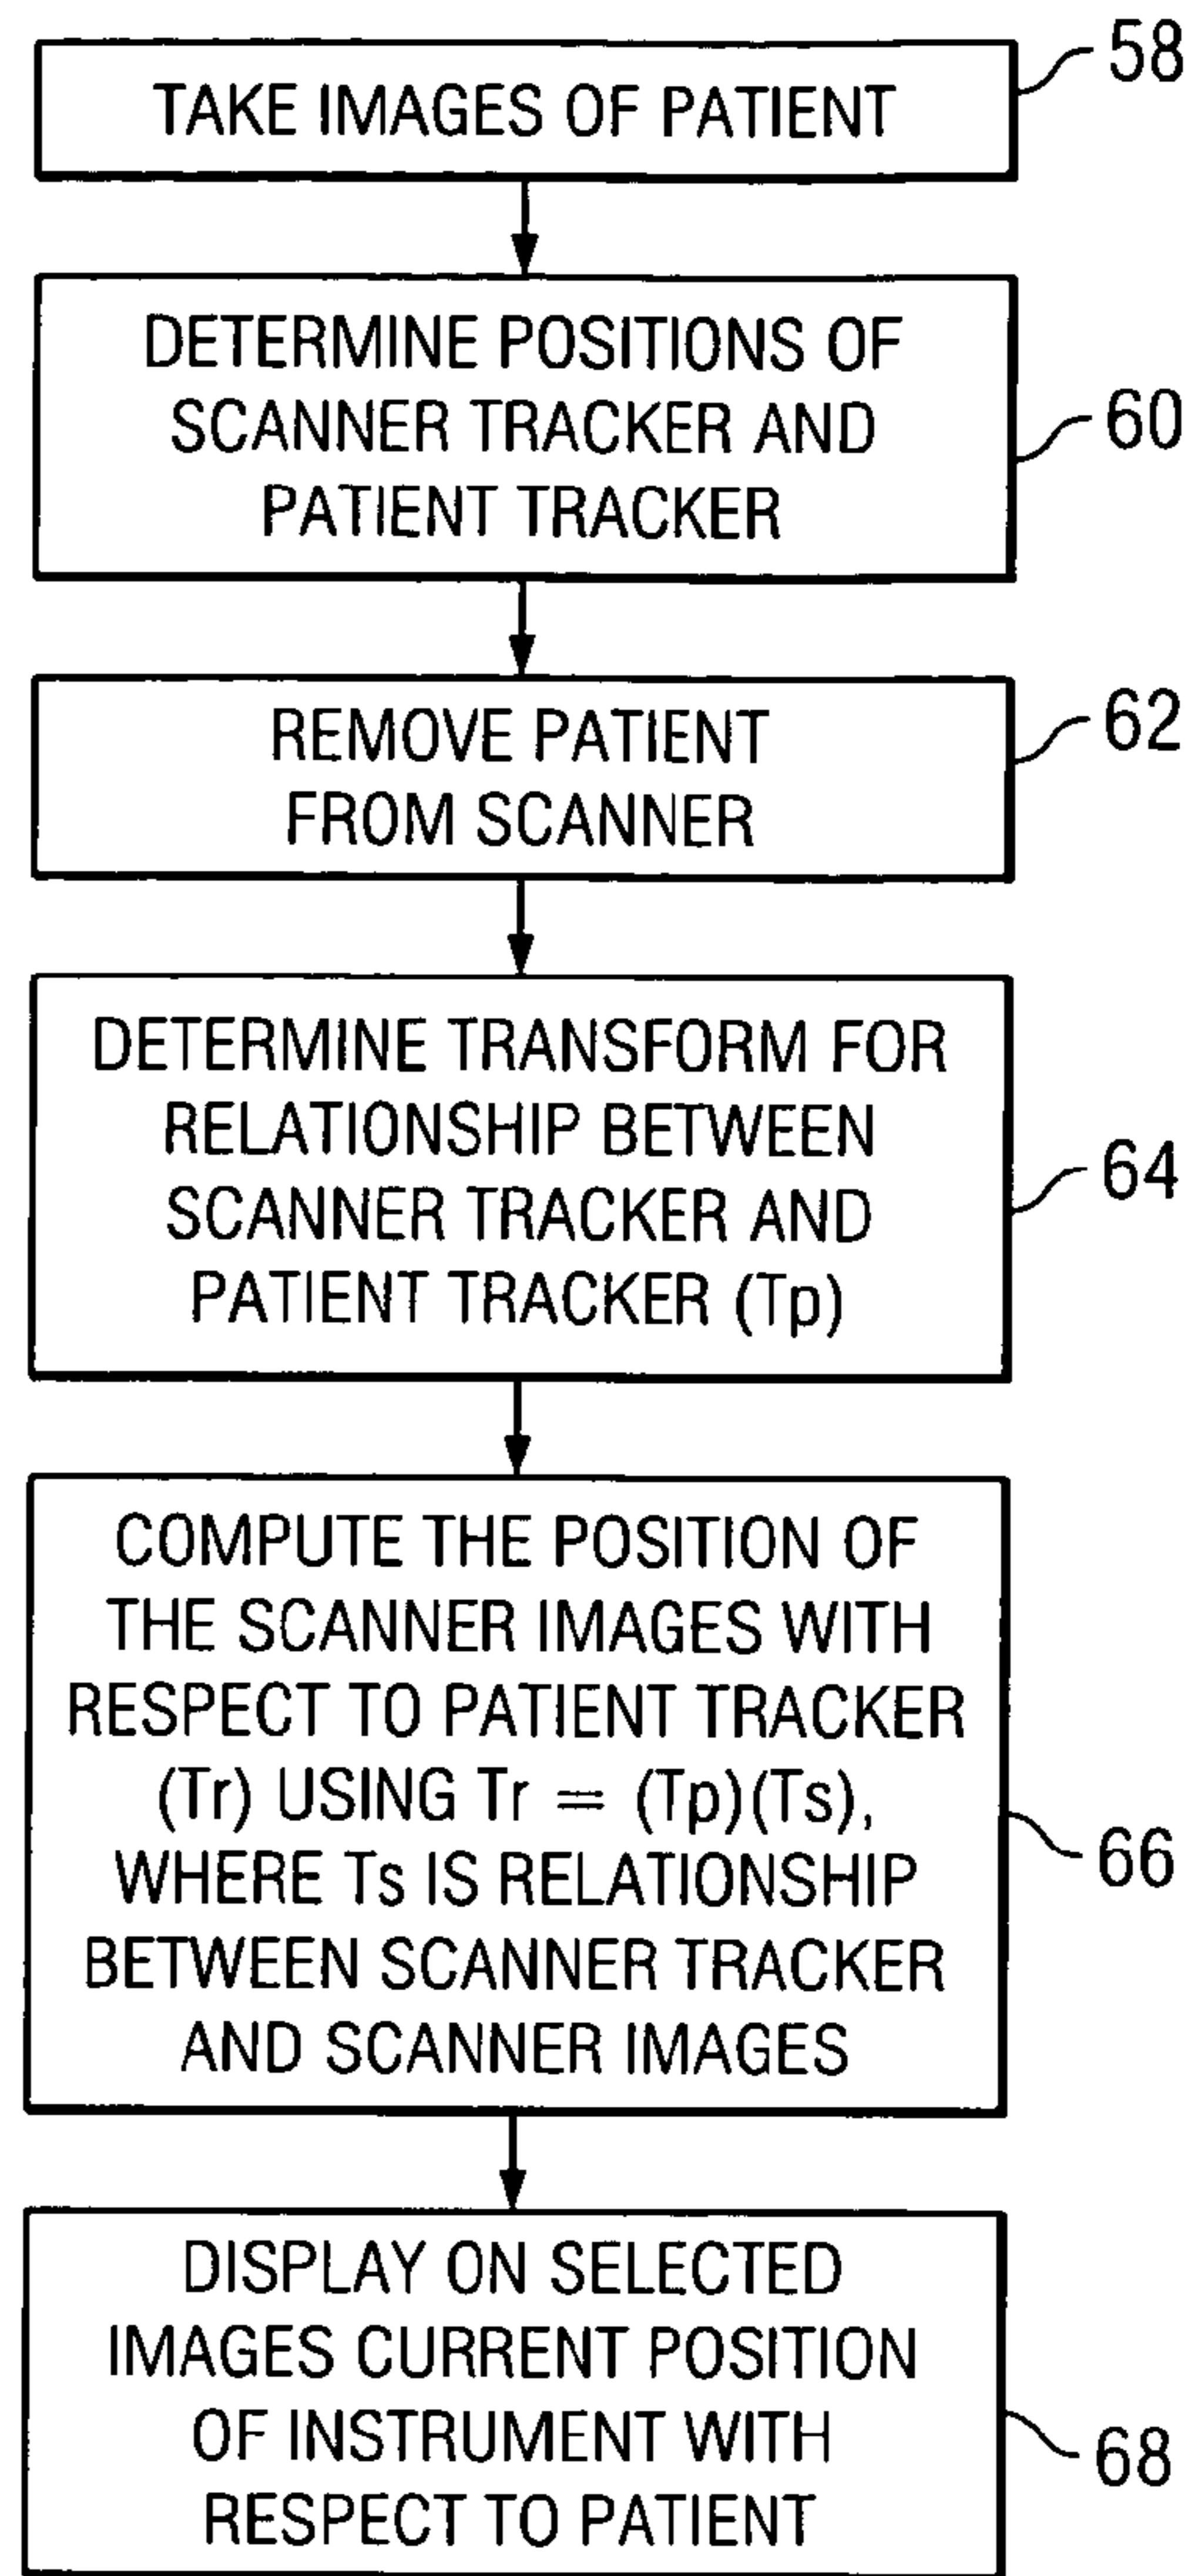 TAKE IMAGES OF PATIENT
58
DETERMINE POSITIONS OF
SCANNER TRACKER AND
PATIENT TRACKER
60
REMOVE PATIENT
FROM SCANNER
62
DETERMINE TRANSFORM FOR
RELATIONSHIP BETWEEN
SCANNER TRACKER AND
PATIENT TRACKER (Tp)
64
COMPUTE THE POSITION OF
THE SCANNER IMAGES WITH
RESPECT TO PATIENT TRACKER
(Tr) USING Tr = (Tp)(Ts),
WHERE Ts IS RELATIONSHIP
BETWEEN SCANNER TRACKER
AND SCANNER IMAGES
66
DISPLAY ON SELECTED
IMAGES CURRENT POSITION
OF INSTRUMENT WITH
RESPECT TO PATIENT
68